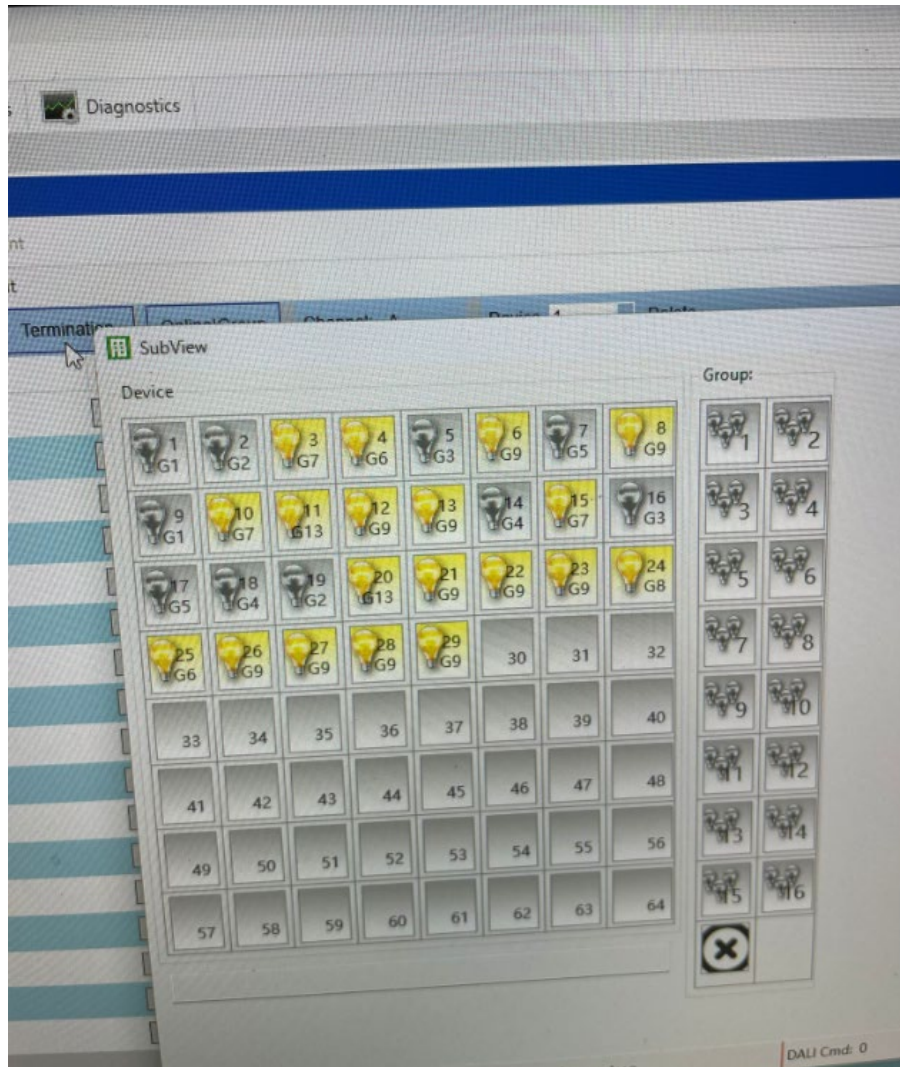 Diagnostics
nt
t
Termination
SubView
Device
Group:
1 G1 2 G2 3 G7 4 G6 5 G3 6 G9 7 G5 8 G9
9 G1 10 G7 11 G13 12 G9 13 G9 14 G4 15 G7 16 G3
17 G5 18 G4 19 G2 20 G13 21 G9 22 G9 23 G9 24 G8
25 G6 26 G9 27 G9 28 G9 29 G9 30 31 32
33 34 35 36 37 38 39 40
41 42 43 44 45 46 47 48
49 50 51 52 53 54 55 56
57 58 59 60 61 62 63 64
1 2
3 4
5 6
7 8
9 10
11 12
13 14
15 16
DALI Cmd: 0